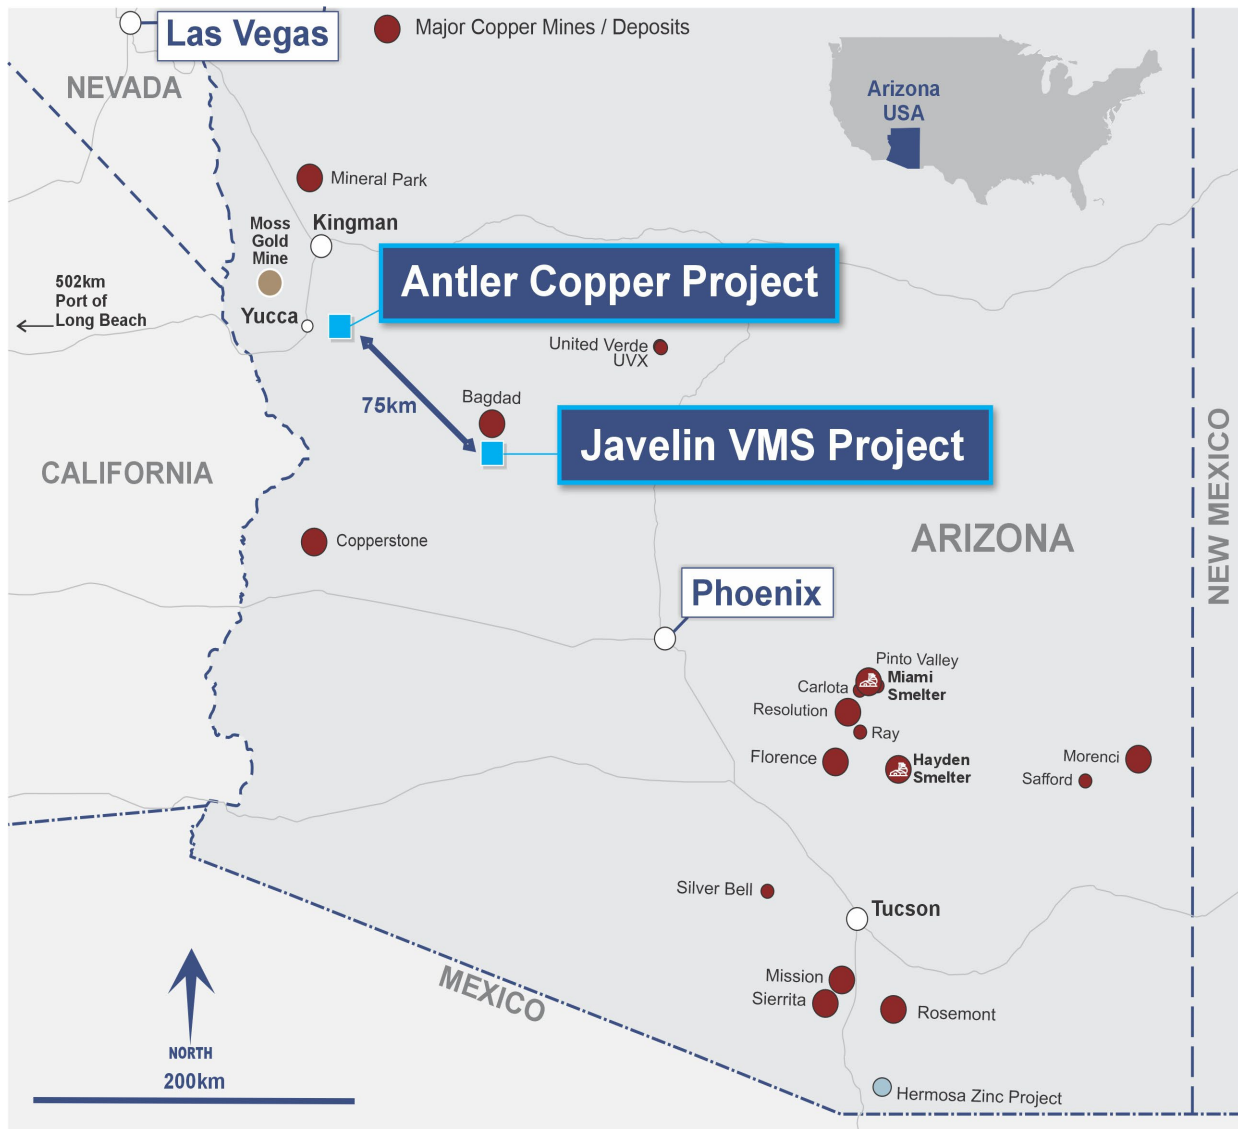 Las Vegas
Major Copper Mines / Deposits
NEVADA
Arizona
USA
Mineral Park
Moss
Gold
Mine
Kingman
Antler Copper Project
502km
Port of
Long Beach
Yucca
United Verde
UVX
75km
Bagdad
Javelin VMS Project
CALIFORNIA
NEW MEXICO
ARIZONA
Copperstone
Phoenix
Pinto Valley
Miami
Smelter
Carlota
Resolution
Ray
Florence
Hayden
Smelter
Morenci
Safford
Silver Bell
Tucson
MEXICO
Mission
Sierrita
Rosemont
NORTH
200km
Hermosa Zinc Project